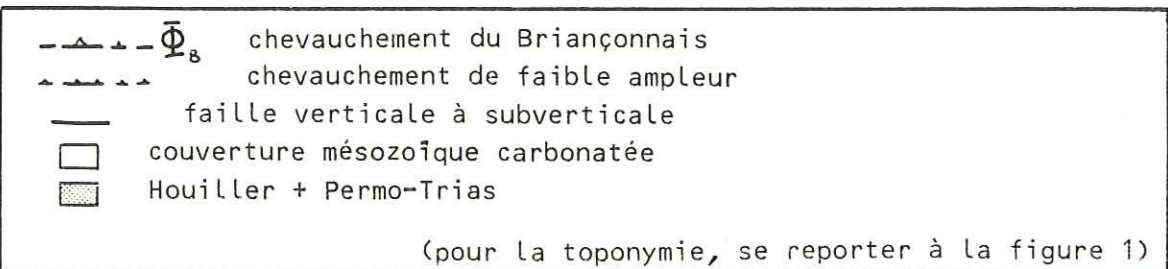 Φ̄B chevauchement du Briançonnais
chevauchement de faible ampleur
faille verticale à subverticale
couverture mésozoïque carbonatée
Houiller + Permo-Trias
(pour la toponymie, se reporter à la figure 1)